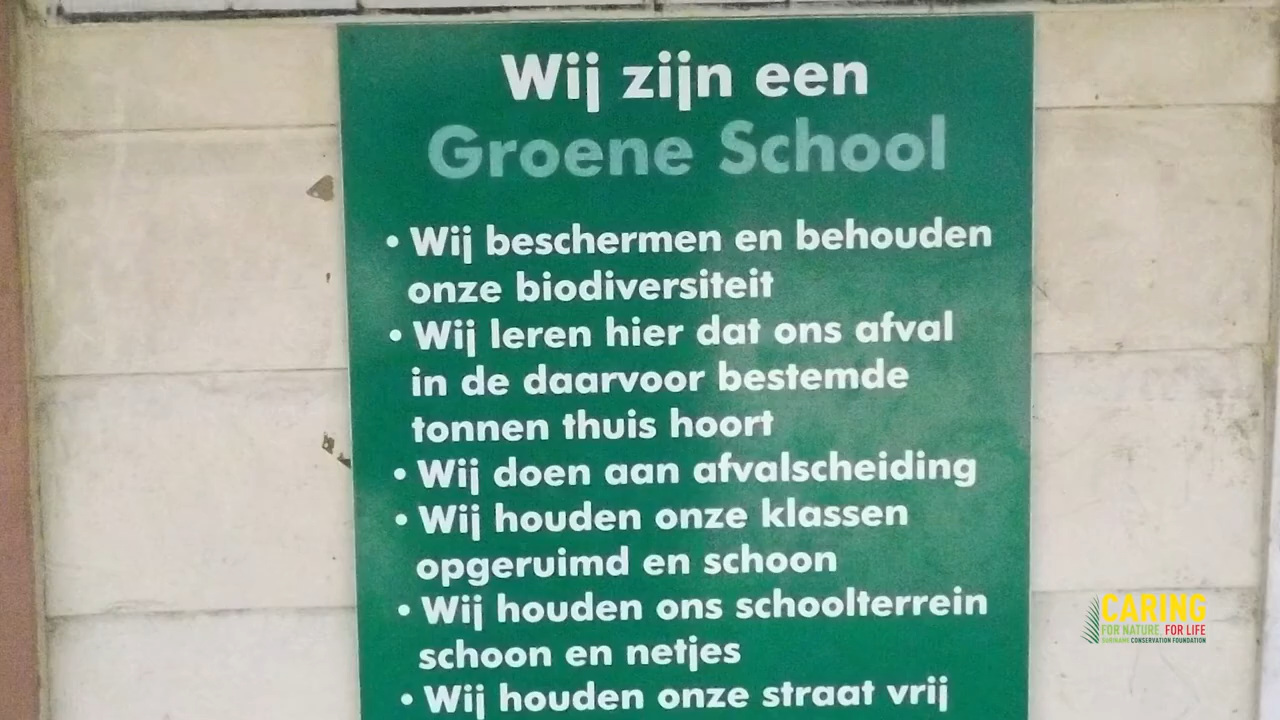 Wij zijn een
Groene School
• Wij beschermen en behouden
onze biodiversiteit
• Wij leren hier dat ons afval
in de daarvoor bestemde
tonnen thuis hoort
• Wij doen aan afvalscheiding
• Wij houden onze klassen
opgeruimd en schoon
• Wij houden ons schoolterrein
schoon en netjes
• Wij houden onze straat vrij
CARING
FOR NATURE, FOR LIFE
SURINAME CONSERVATION FOUNDATION